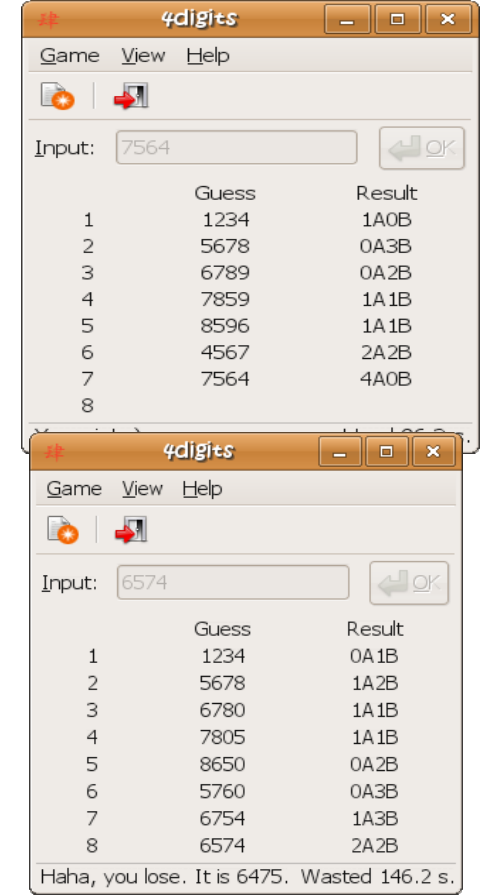 肆 4digits
Game View Help
Input: 7564 OK
Guess Result
1 1234 1A0B
2 5678 0A3B
3 6789 0A2B
4 7859 1A1B
5 8596 1A1B
6 4567 2A2B
7 7564 4A0B
8
肆 4digits
Game View Help
Input: 6574 OK
Guess Result
1 1234 0A1B
2 5678 1A2B
3 6780 1A1B
4 7805 1A1B
5 8650 0A2B
6 5760 0A3B
7 6754 1A3B
8 6574 2A2B
Haha, you lose. It is 6475. Wasted 146.2 s.